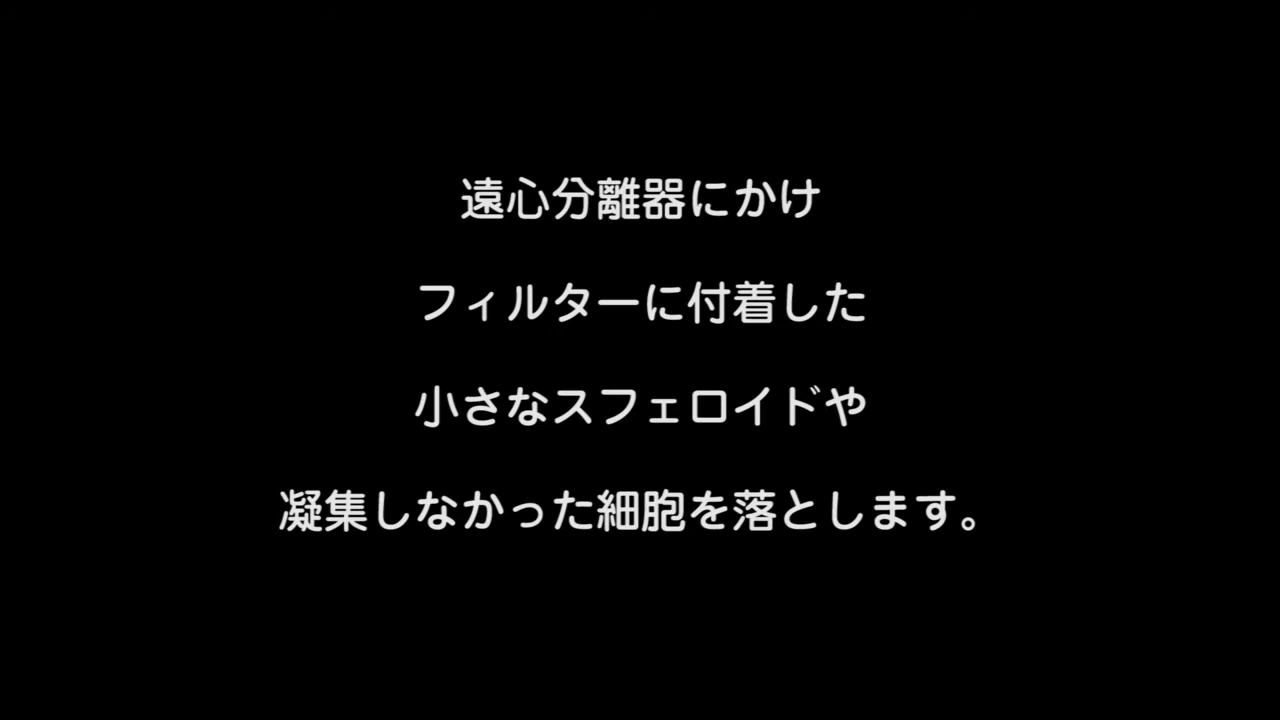 遠心分離器にかけ
フィルターに付着した
小さなスフェロイドや
凝集しなかった細胞を落とします。